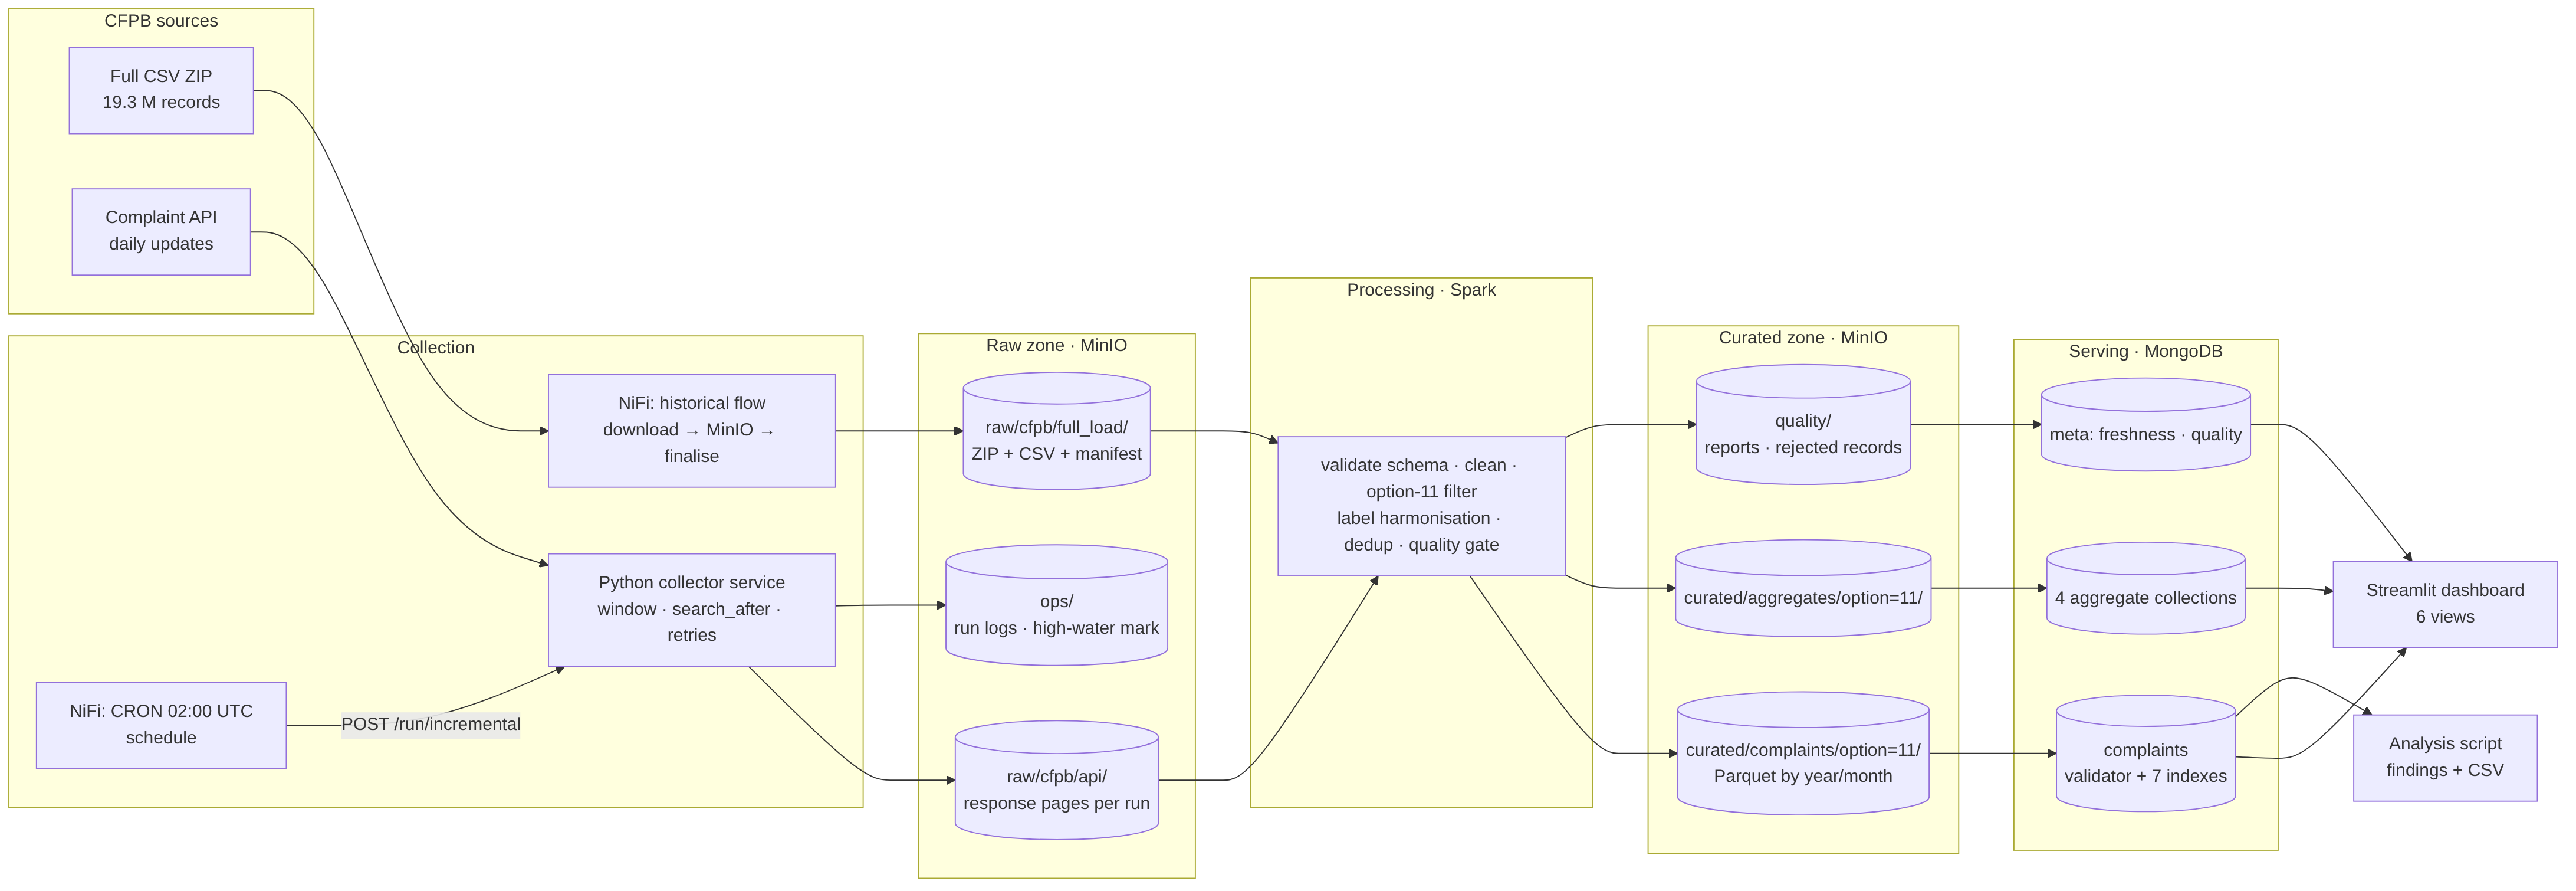 CFPB sources
Full CSV ZIP
19.3 M records
Complaint API
daily updates
Collection
NiFi: historical flow
download → MinIO →
finalise
Python collector service
window · search_after ·
retries
NiFi: CRON 02:00 UTC
schedule
POST /run/incremental
Raw zone · MinIO
raw/cfpb/full_load/
ZIP + CSV + manifest
ops/
run logs · high-water mark
raw/cfpb/api/
response pages per run
Processing · Spark
validate schema · clean ·
option-11 filter
label harmonisation ·
dedup · quality gate
Curated zone · MinIO
quality/
reports · rejected records
curated/aggregates/option=11/
curated/complaints/option=11/
Parquet by year/month
Serving · MongoDB
meta: freshness · quality
4 aggregate collections
complaints
validator + 7 indexes
Streamlit dashboard
6 views
Analysis script
findings + CSV